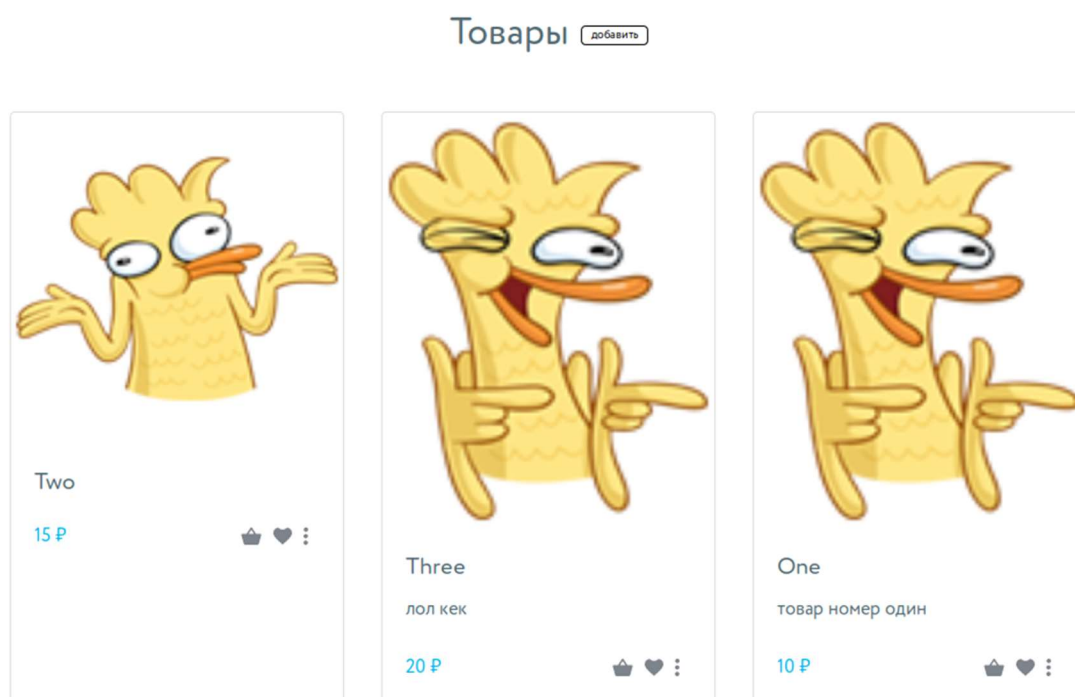 Товары добавить
Two
15 ₽
Three
лол кек
20 ₽
One
товар номер один
10 ₽